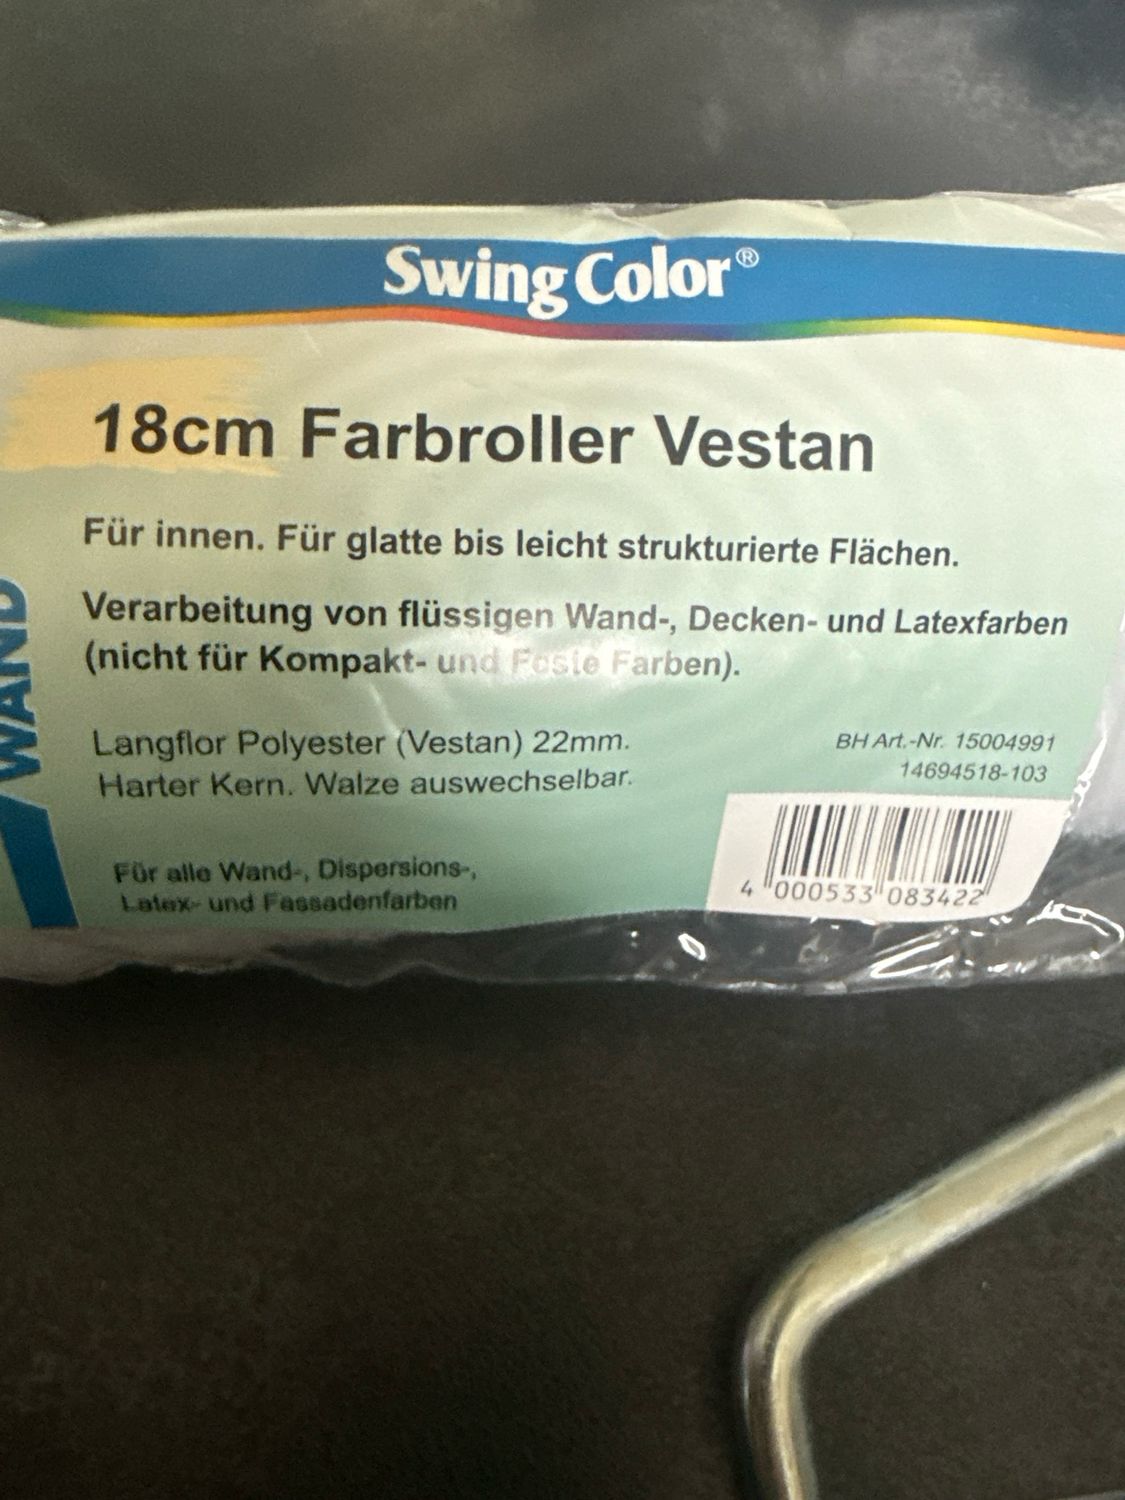 Swing Color®
18cm Farbroller Vestan
Für innen. Für glatte bis leicht strukturierte Flächen.
Verarbeitung von flüssigen Wand-, Decken- und Latexfarben
(nicht für Kompakt- und Feste Farben).
WAND
Langflor Polyester (Vestan) 22mm.
Harter Kern. Walze auswechselbar.
BH Art.-Nr. 15004991
14694518-103
Für alle Wand-, Dispersions-,
Latex- und Fassadenfarben
4 000533 083422